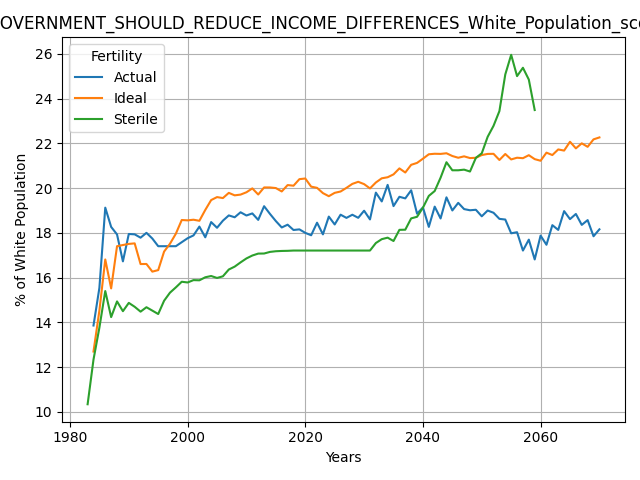 OVERNMENT_SHOULD_REDUCE_INCOME_DIFFERENCES_White_Population_sc
Fertility
Actual
Ideal
Sterile
% of White Population
26
24
22
20
18
16
14
12
10
1980 2000 2020 2040 2060
Years